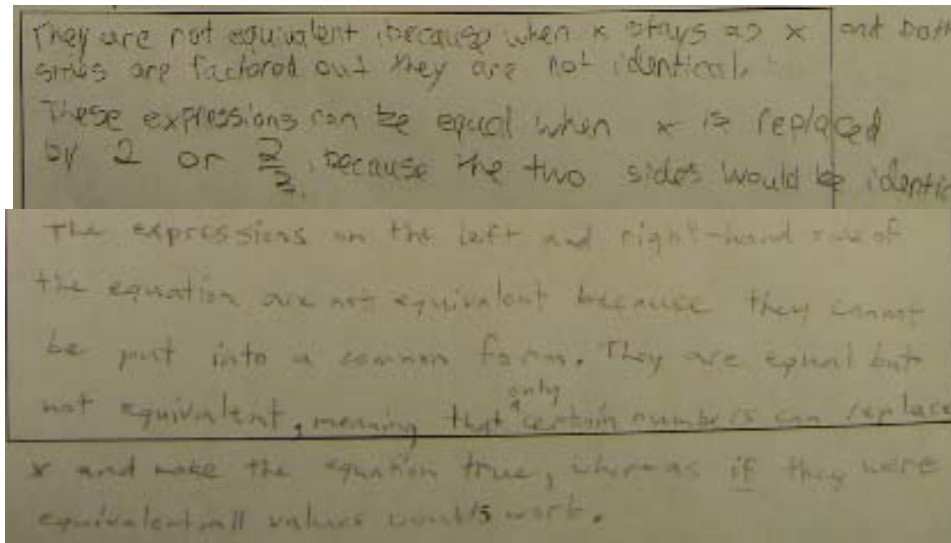 They are not equivalent because when x stays as x and both
sides are factored out they are not identical.
These expressions can be equal when x is replaced
by 2 or 2/3, because the two sides would be identic
The expressions on the left and right-hand side of
the equation are not equivalent because they cannot
be put into a common form. They are equal but
not equivalent, meaning that only certain numbers can replace
x and make the equation true, whereas if they were
equivalent all values would work.